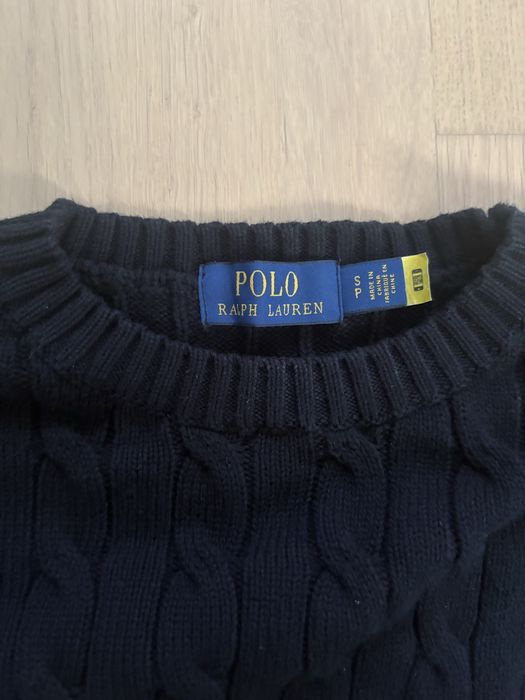 POLO
RALPH LAUREN
S
P
MADE IN
CHINA
FABRIQUÉ EN
CHINE